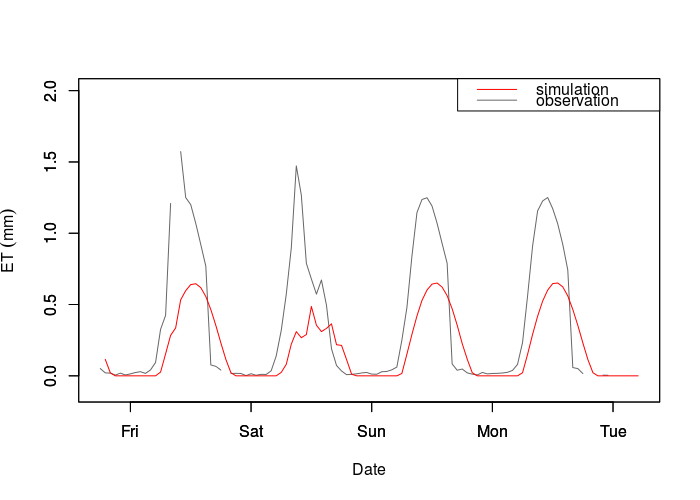 simulation
observation
2.0
1.5
1.0
0.5
0.0
ET (mm)
Fri Sat Sun Mon Tue
Date